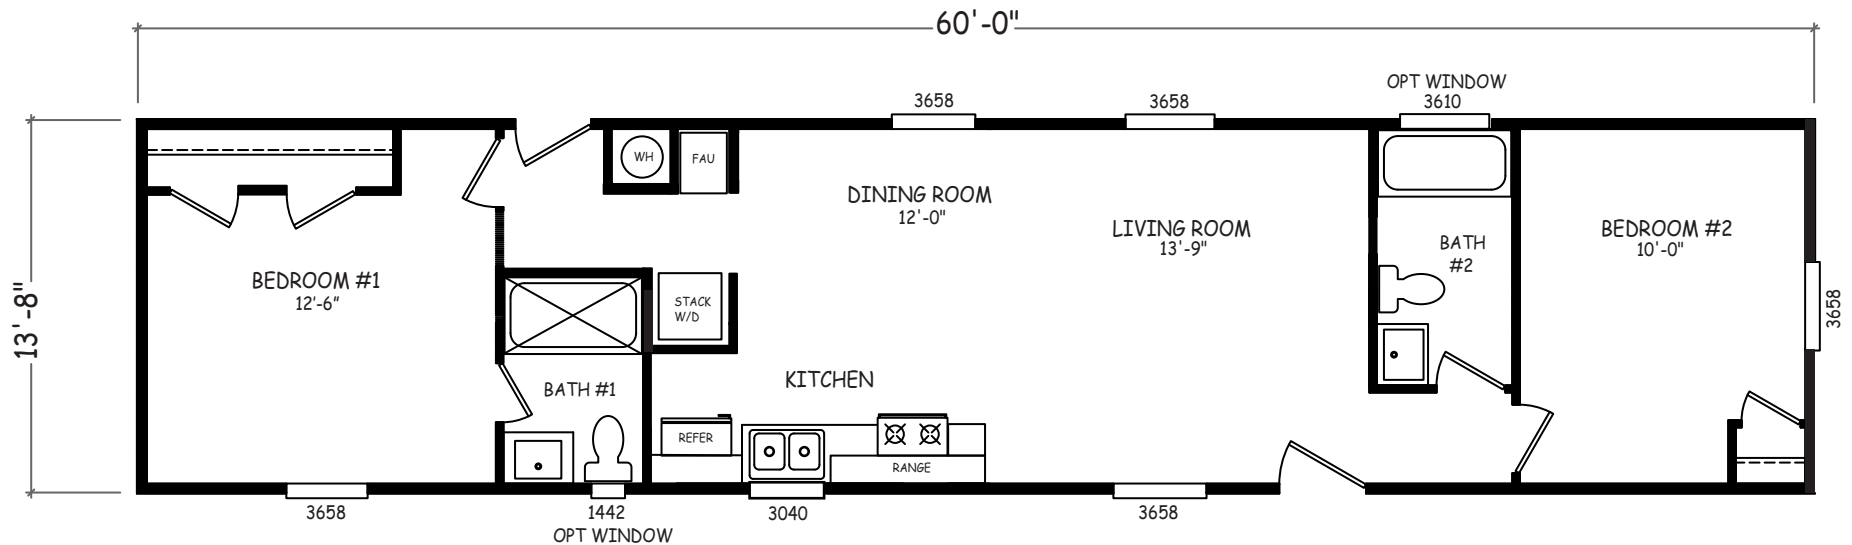 60'-0"
OPT WINDOW
3658
3658
3610
WH
FAU
DINING ROOM
12'-0"
LIVING ROOM
13'-9"
BEDROOM #2
10'-0"
BATH
#2
BEDROOM #1
12'-6"
13'-8"
STACK
W/D
3658
KITCHEN
BATH #1
REFER
RANGE
3658
1442
OPT WINDOW
3040
3658